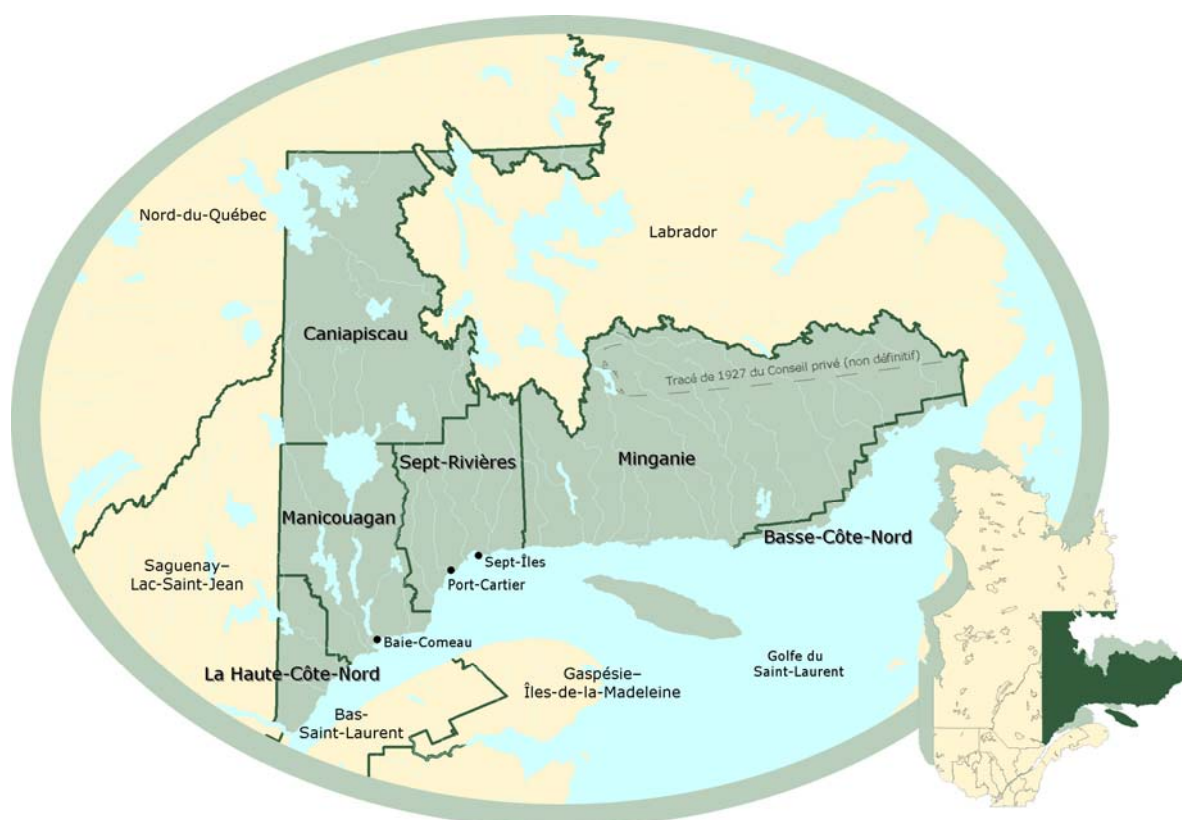 Nord-du-Québec
Labrador
Caniapiscau
Tracé de 1927 du Conseil privé (non définitif)
Sept-Rivières
Minganie
Manicouagan
Basse-Côte-Nord
Sept-Îles
Saguenay–
Lac-Saint-Jean
Port-Cartier
Baie-Comeau
Golfe du
Saint-Laurent
La Haute-Côte-Nord
Gaspésie–
Îles-de-la-Madeleine
Bas-
Saint-Laurent